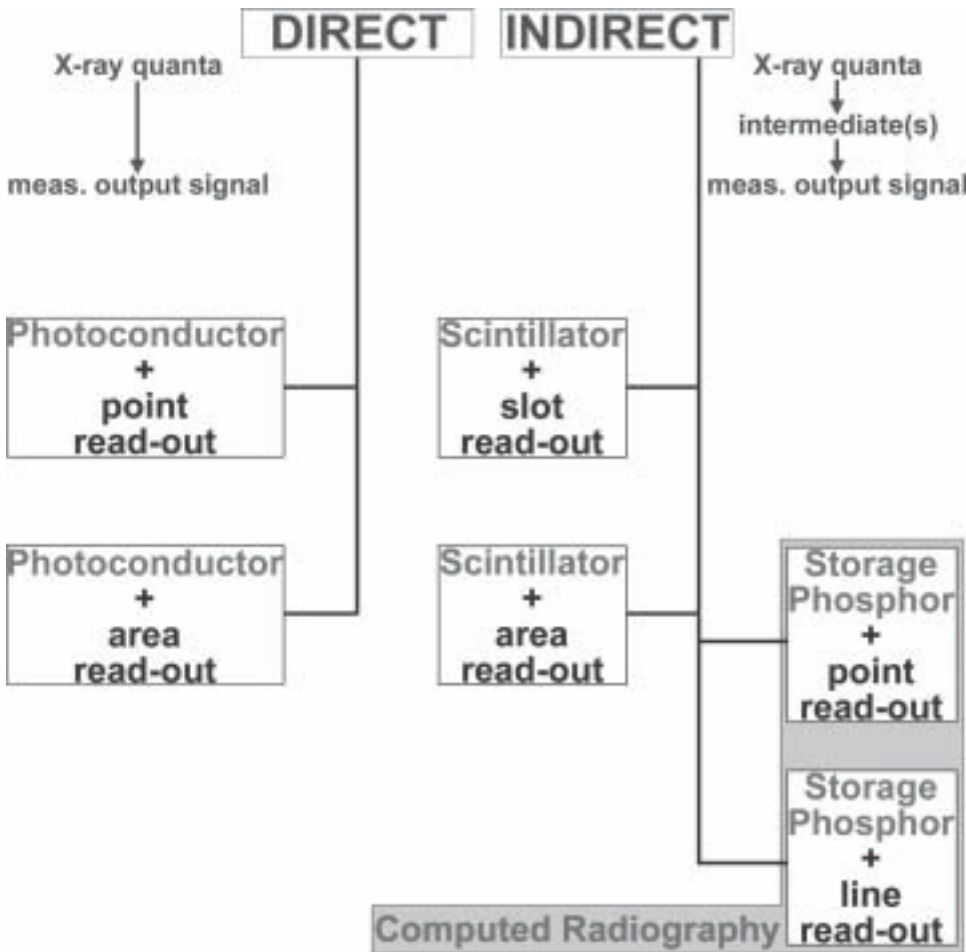 DIRECT
INDIRECT
X-ray quanta
meas. output signal
X-ray quanta
intermediate(s)
meas. output signal
Photoconductor
+
point
read-out
Scintillator
+
slot
read-out
Photoconductor
+
area
read-out
Scintillator
+
area
read-out
Storage
Phosphor
+
point
read-out
Storage
Phosphor
+
line
read-out
Computed Radiography